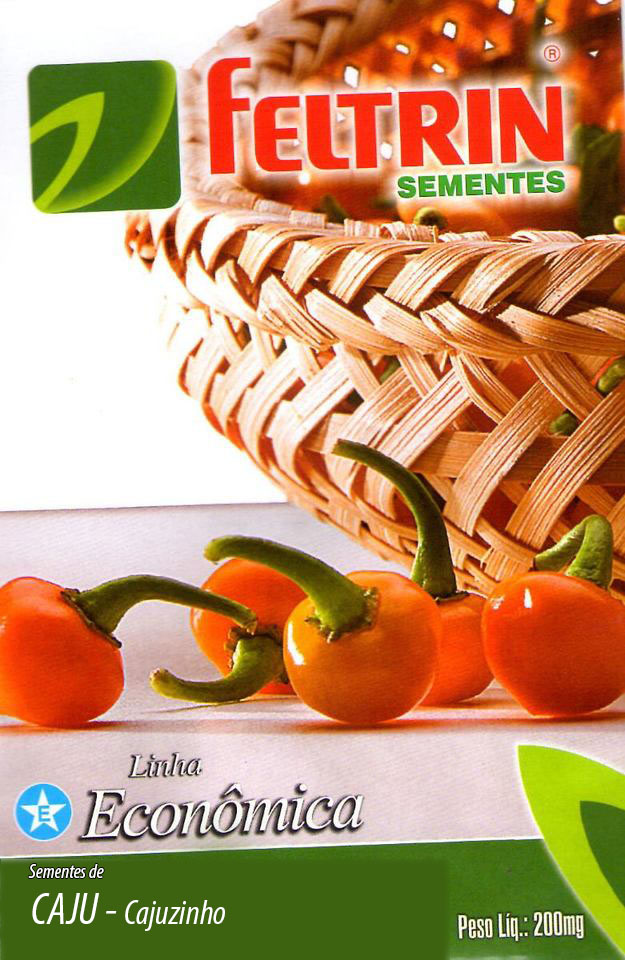 FELTRIN®
SEMENTES
Linha
E Econômica
Sementes de
CAJU - Cajuzinho
Peso Líq.: 200mg